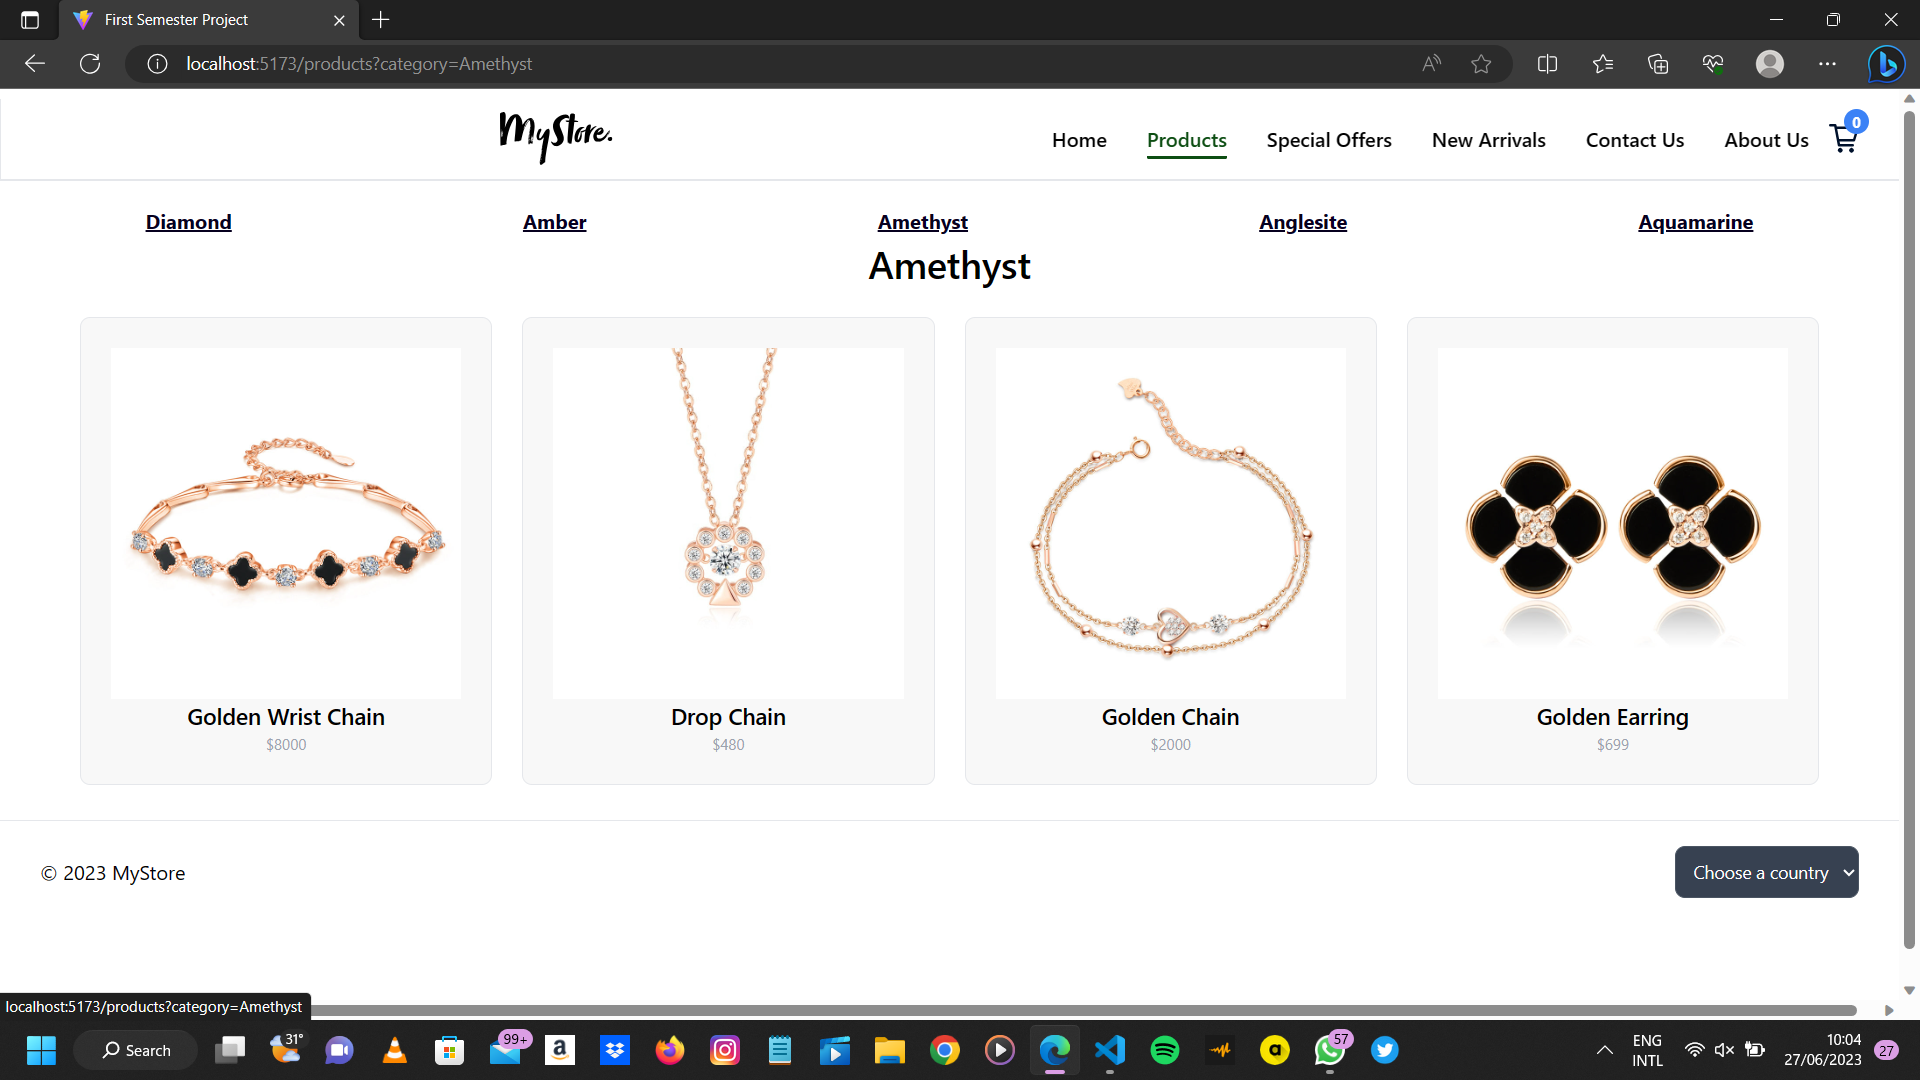 First Semester Project
localhost:5173/products?category=Amethyst
MyStore.
Home Products Special Offers New Arrivals Contact Us About Us 0
Diamond Amber Amethyst Anglesite Aquamarine
Amethyst
Golden Wrist Chain Drop Chain Golden Chain Golden Earring
$8000 $480 $2000 $699
© 2023 MyStore
Choose a country
localhost:5173/products?category=Amethyst
Search
31°
99+
57
ENG
INTL
10:04
27/06/2023
27